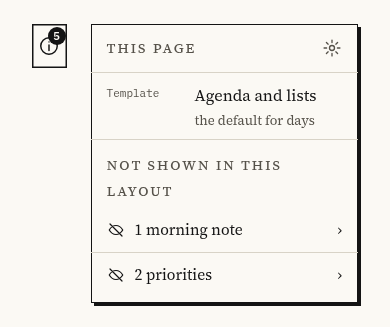 5
THIS PAGE
Template
Agenda and lists
the default for days
NOT SHOWN IN THIS
LAYOUT
1 morning note
2 priorities